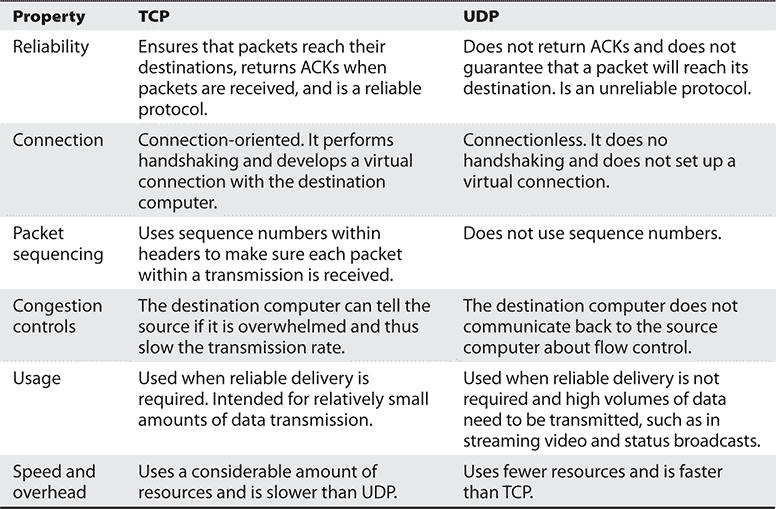 Property TCP UDP
Reliability
Ensures that packets reach their
destinations, returns ACKs when
packets are received, and is a reliable
protocol.
Does not return ACKs and does not
guarantee that a packet will reach its
destination. Is an unreliable protocol.
Connection
Connection-oriented. It performs
handshaking and develops a virtual
connection with the destination
computer.
Connectionless. It does no
handshaking and does not set up a
virtual connection.
Packet
sequencing
Uses sequence numbers within
headers to make sure each packet
within a transmission is received.
Does not use sequence numbers.
Congestion
controls
The destination computer can tell the
source if it is overwhelmed and thus
slow the transmission rate.
The destination computer does not
communicate back to the source
computer about flow control.
Usage
Used when reliable delivery is
required. Intended for relatively small
amounts of data transmission.
Used when reliable delivery is not
required and high volumes of data
need to be transmitted, such as in
streaming video and status broadcasts.
Speed and
overhead
Uses a considerable amount of
resources and is slower than UDP.
Uses fewer resources and is faster
than TCP.